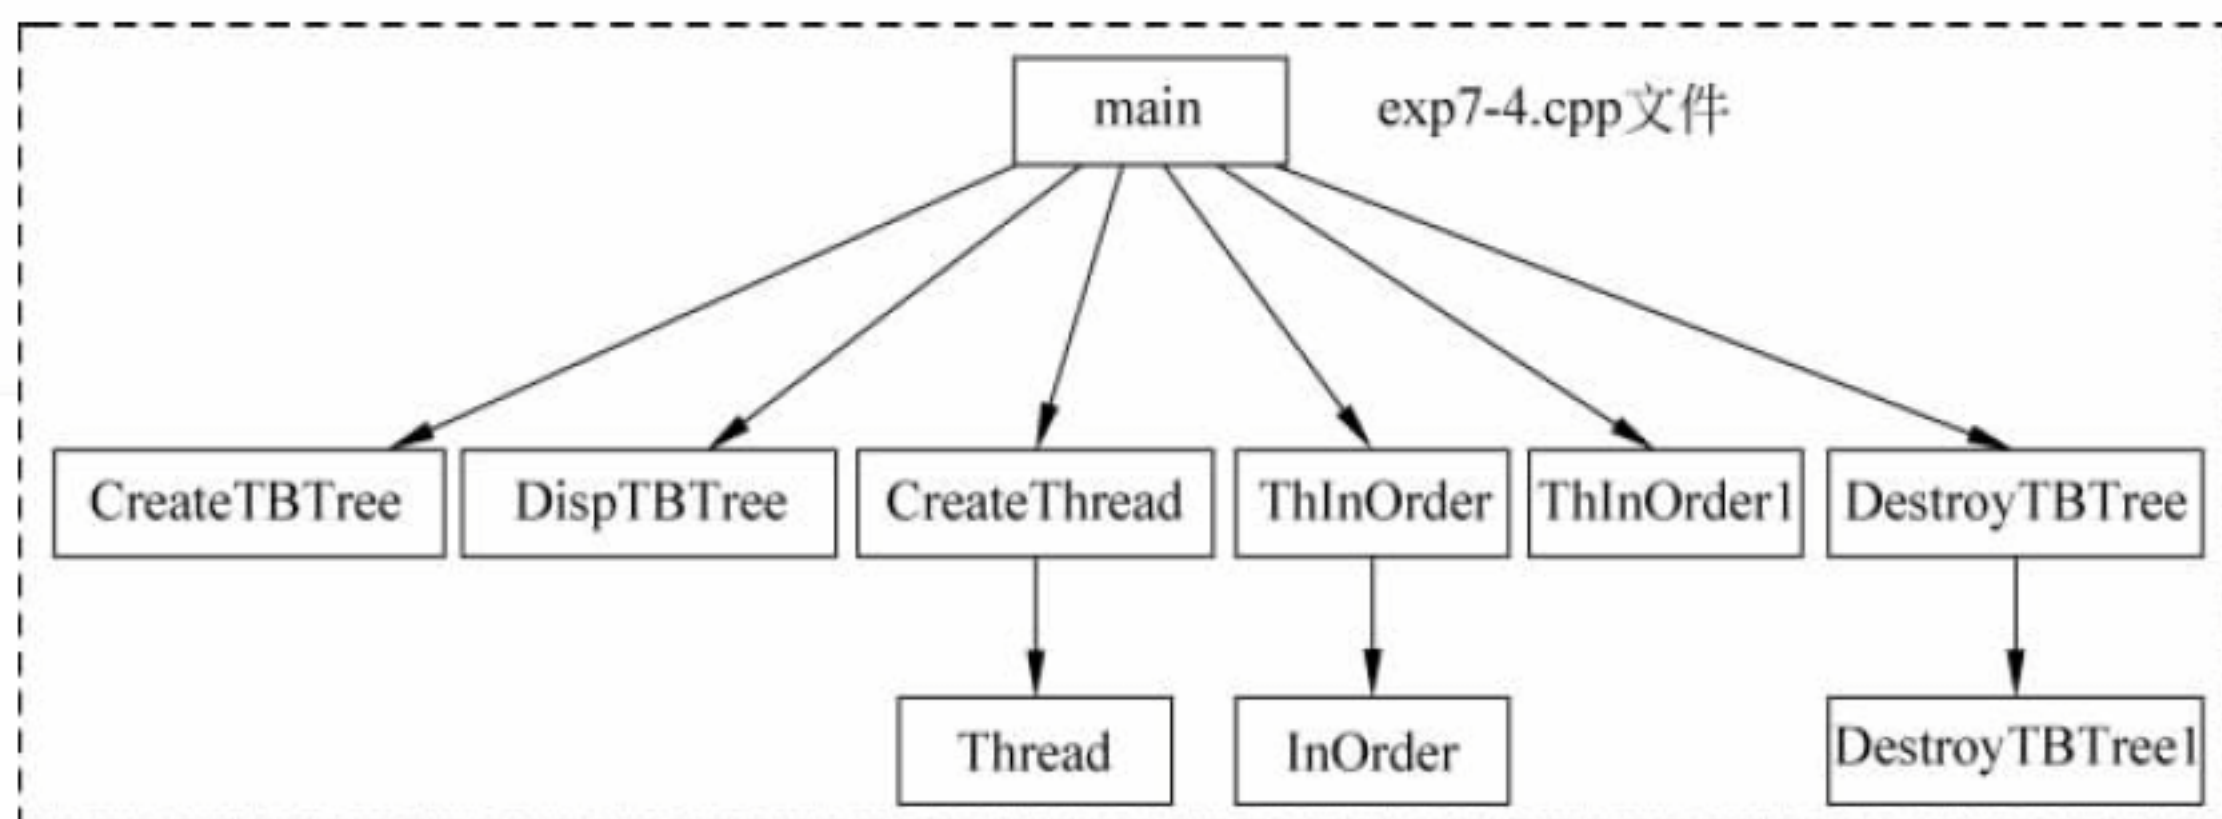 main
exp7-4.cpp文件
CreateTBTree
DispTBTree
CreateThread
ThInOrder
ThInOrder1
DestroyTBTree
Thread
InOrder
DestroyTBTree1